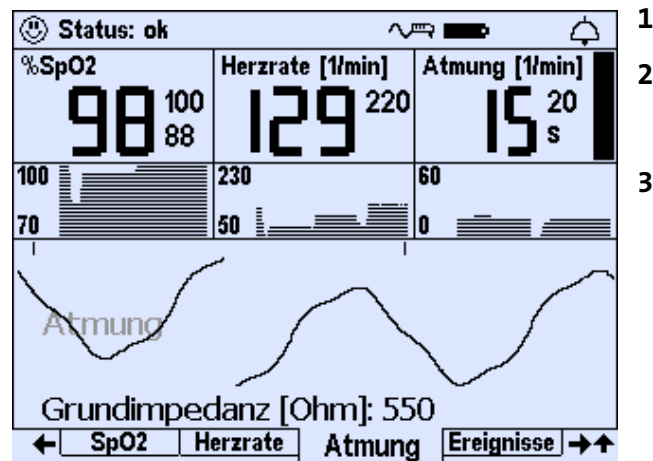 Status: ok
1
%SpO2 Herzrate [1/min] Atmung [1/min]
2
98 100 88 129 220 15 20 s
100 230 60
3
70 50 0
Atmung
Grundimpedanz [Ohm]: 550
SpO2 Herzrate Atmung Ereignisse